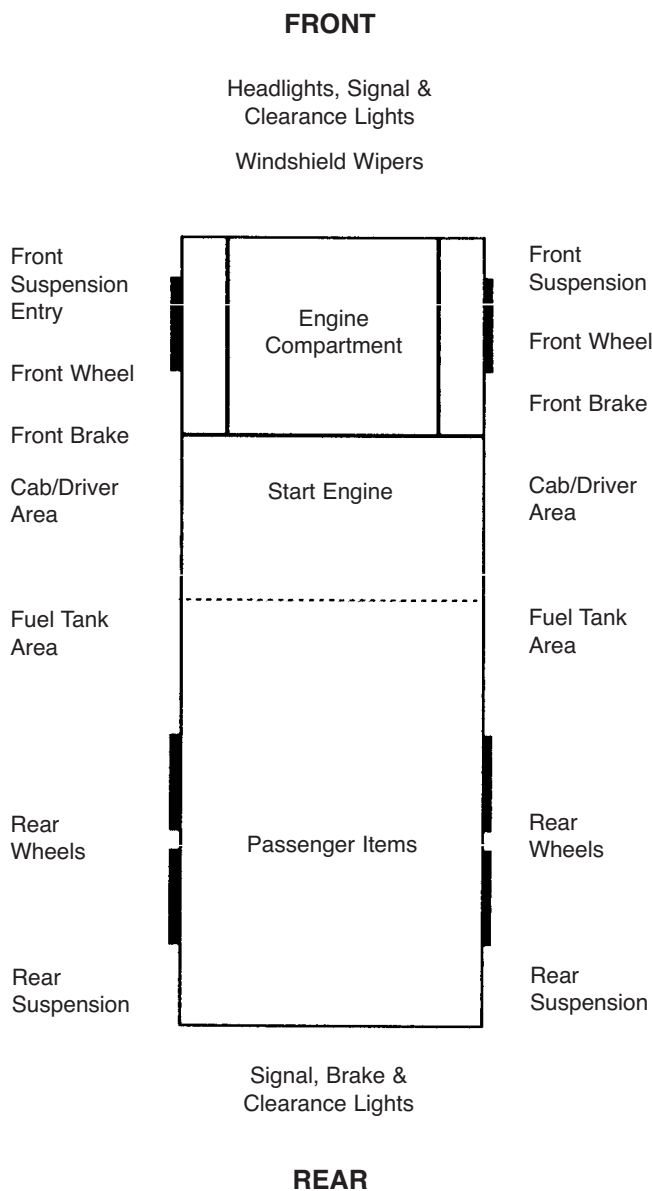 FRONT
Headlights, Signal &
Clearance Lights
Windshield Wipers
Front
Suspension
Entry
Front Wheel
Front Brake
Cab/Driver
Area
Fuel Tank
Area
Rear
Wheels
Rear
Suspension
Engine
Compartment
Start Engine
Passenger Items
Front
Suspension
Front Wheel
Front Brake
Cab/Driver
Area
Fuel Tank
Area
Rear
Wheels
Rear
Suspension
Signal, Brake &
Clearance Lights
REAR